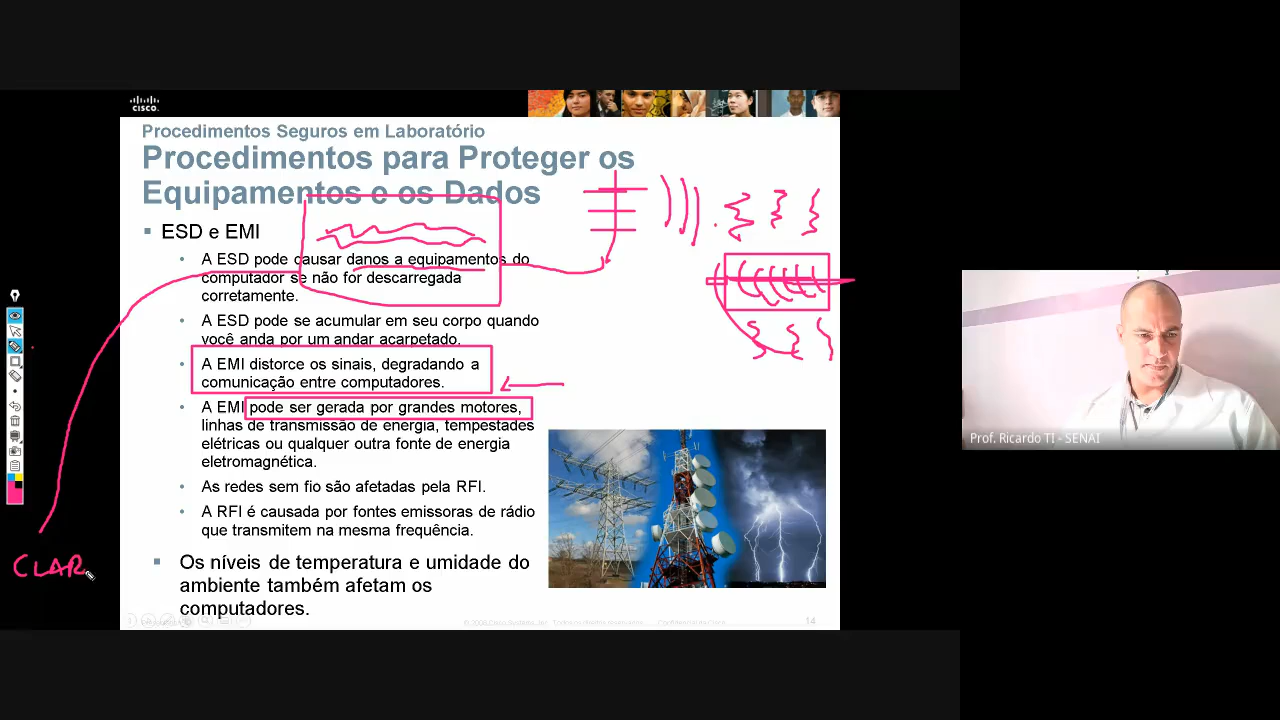 CISCO
Procedimentos Seguros em Laboratório
Procedimentos para Proteger os
Equipamentos e os Dados
ESD e EMI
A ESD pode causar danos a equipamentos do
computador se não for descarregada
corretamente.
A ESD pode se acumular em seu corpo quando
você anda por um andar acarpetado.
A EMI distorce os sinais, degradando a
comunicação entre computadores.
A EMI pode ser gerada por grandes motores,
linhas de transmissão de energia, tempestades
elétricas ou qualquer outra fonte de energia
eletromagnética.
As redes sem fio são afetadas pela RFI.
A RFI é causada por fontes emissoras de rádio
que transmitem na mesma frequência.
Os níveis de temperatura e umidade do
ambiente também afetam os
computadores.
14
CLAR
Prof. Ricardo TI - SENAI